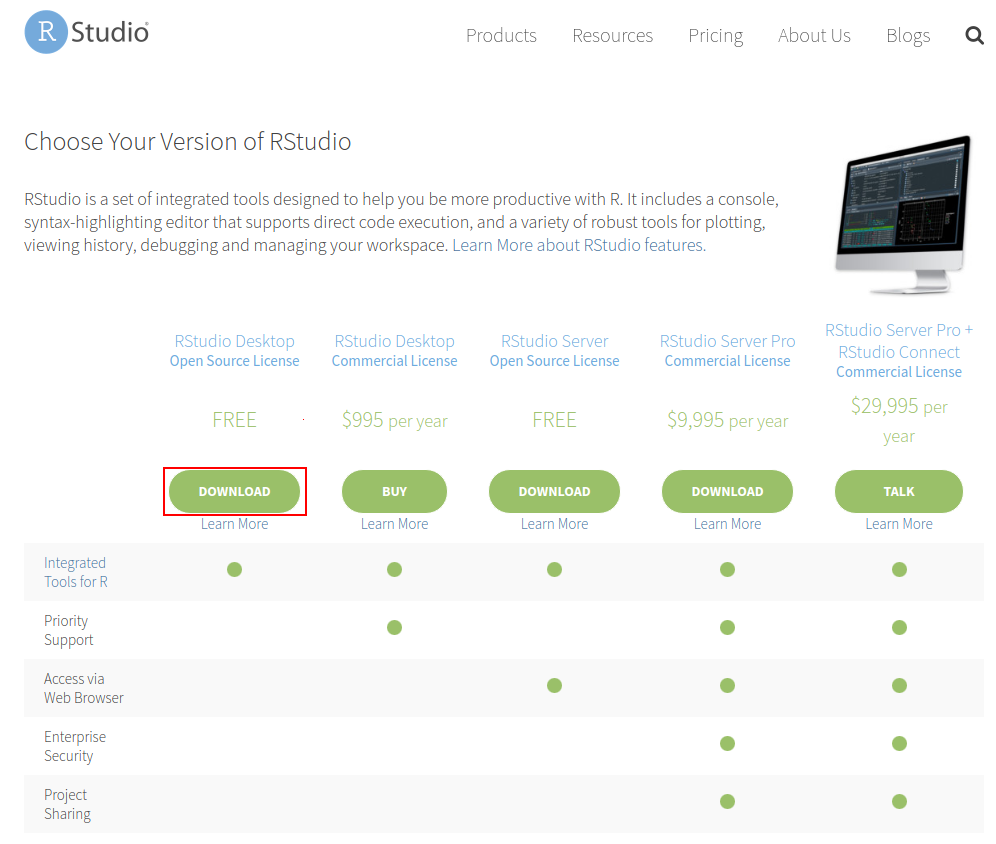 R Studio®
Products Resources Pricing About Us Blogs
Choose Your Version of RStudio
RStudio is a set of integrated tools designed to help you be more productive with R. It includes a console,
syntax-highlighting editor that supports direct code execution, and a variety of robust tools for plotting,
viewing history, debugging and managing your workspace. Learn More about RStudio features.
RStudio Desktop
Open Source License
FREE
DOWNLOAD
Learn More
RStudio Desktop
Commercial License
$995 per year
BUY
Learn More
RStudio Server
Open Source License
FREE
DOWNLOAD
Learn More
RStudio Server Pro
Commercial License
$9,995 per year
DOWNLOAD
Learn More
RStudio Server Pro +
RStudio Connect
Commercial License
$29,995 per
year
TALK
Learn More
Integrated
Tools for R
Priority
Support
Access via
Web Browser
Enterprise
Security
Project
Sharing